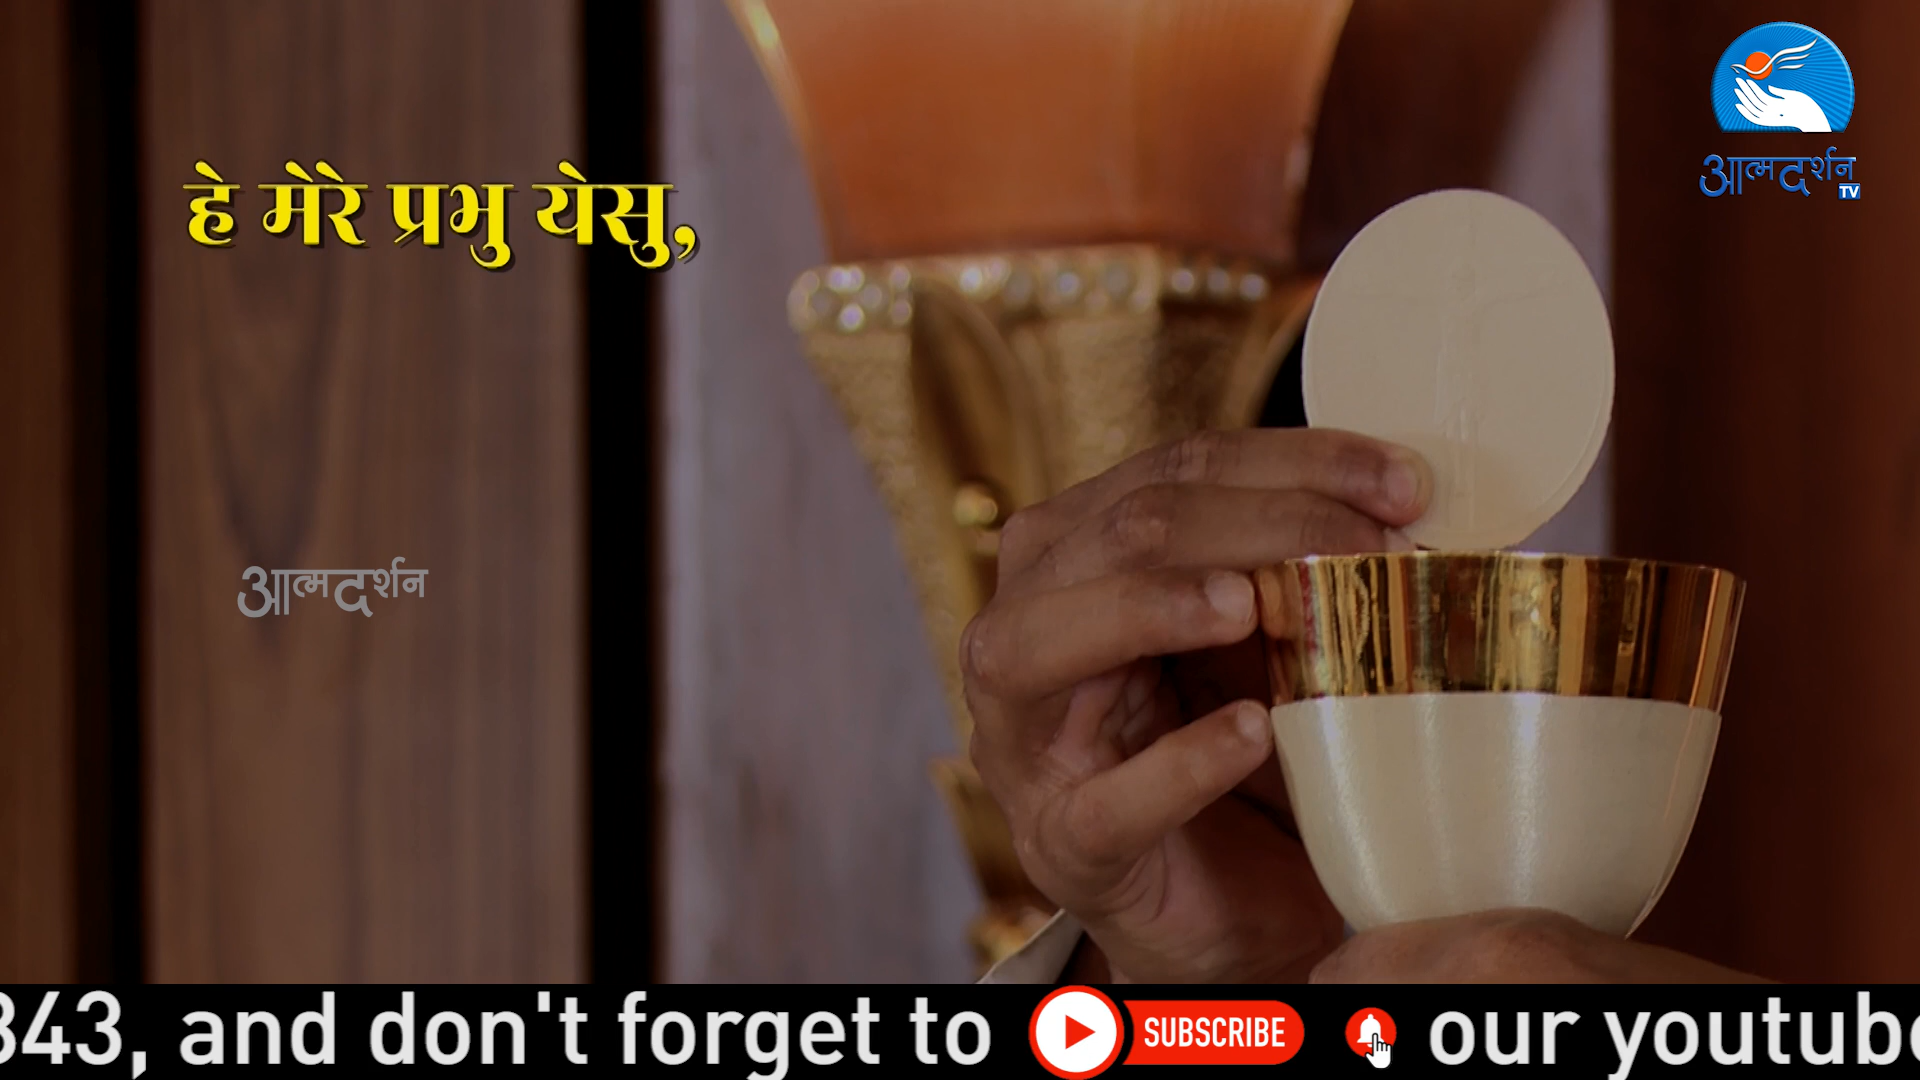 हे मेरे प्रभु येसु,
आत्मदर्शन
TV
आत्मदर्शन
343, and don't forget to SUBSCRIBE our youtube